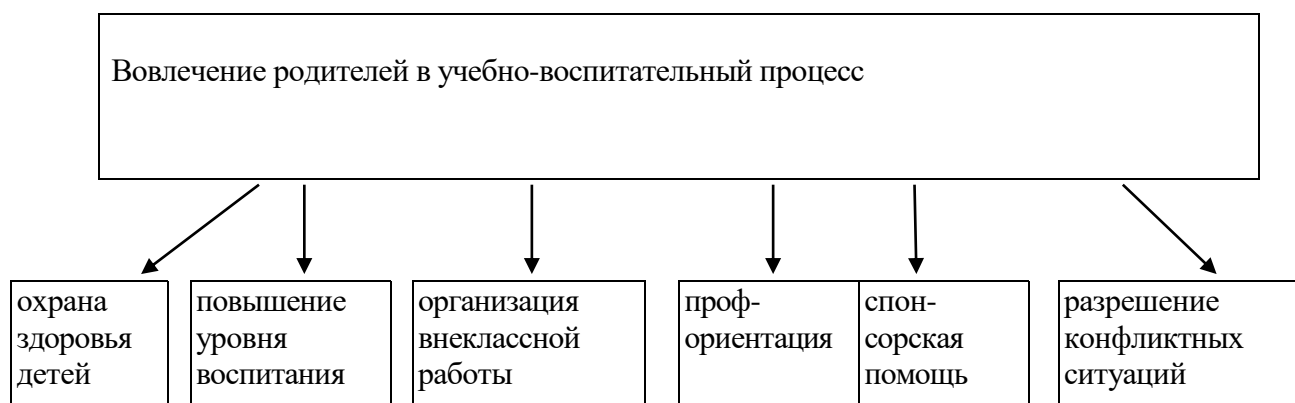 Вовлечение родителей в учебно-воспитательный процесс
охрана
здоровья
детей
повышение
уровня
воспитания
организация
внеклассной
работы
проф-
ориентация
спон-
сорская
помощь
разрешение
конфликтных
ситуаций